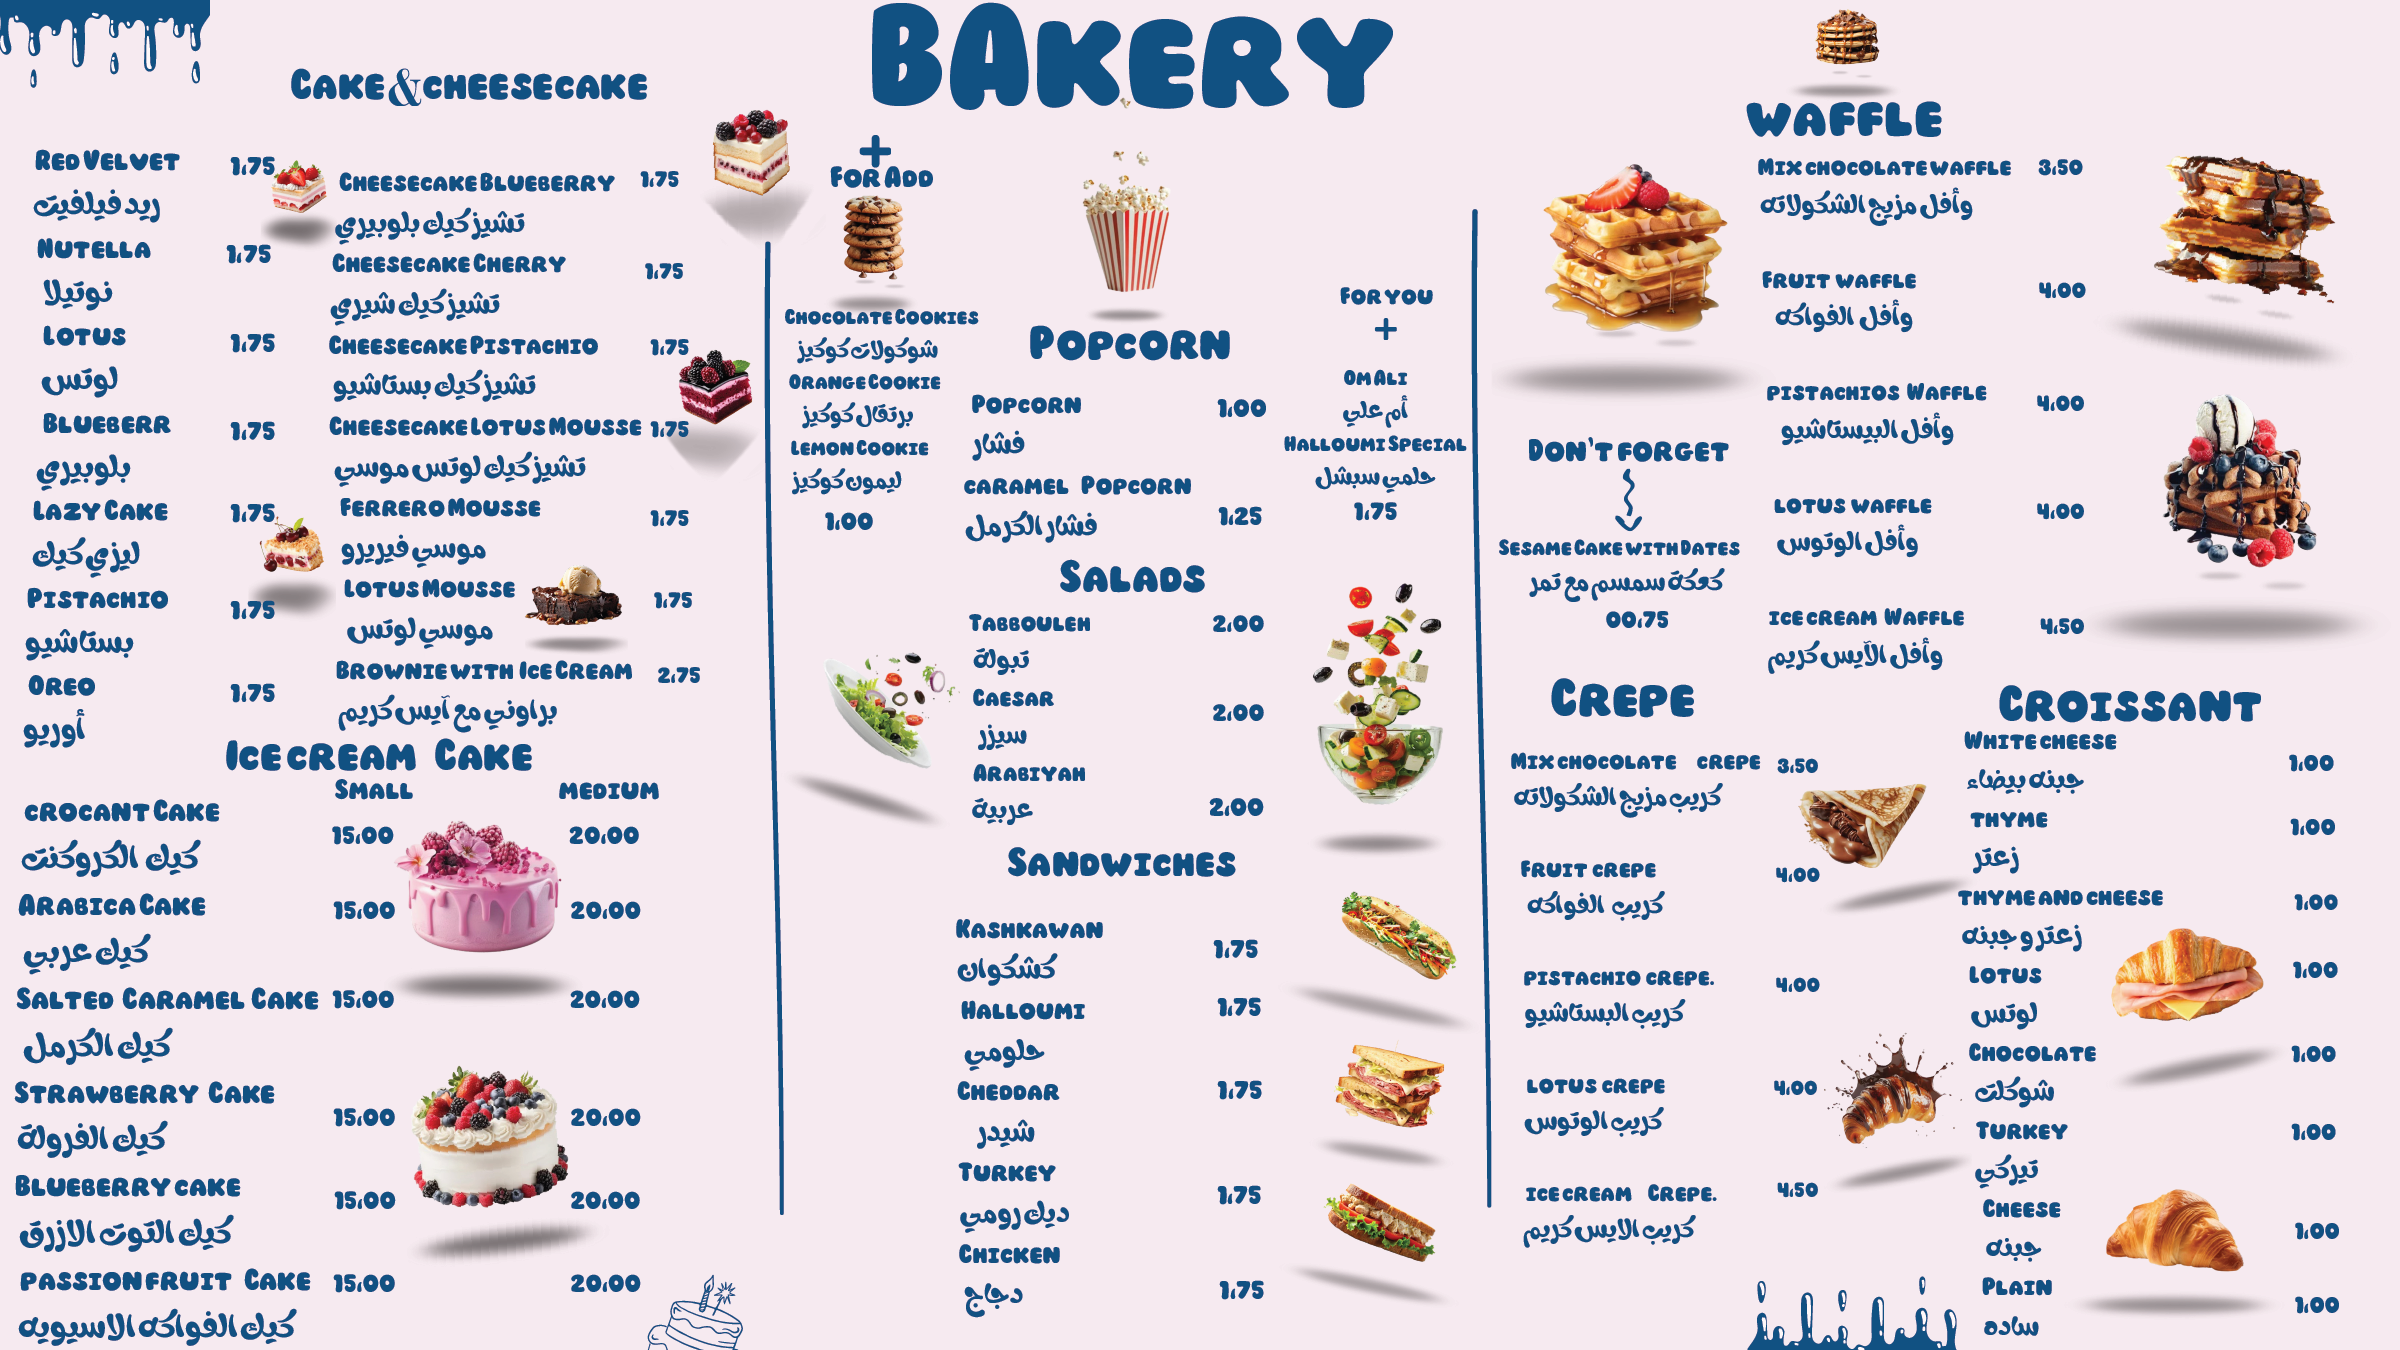 BAKERY
CAKE&CHEESECAKE
RED VELVET 1.75
ريد فيلفيت
NUTELLA 1.75
نوتيلا
LOTUS 1.75
لوتس
BLUEBERR 1.75
بلوبيري
LAZY CAKE 1.75
ليزي كيك
PISTACHIO 1.75
بستاشيو
OREO 1.75
أوريو
CHEESECAKE BLUEBERRY 1.75
تشيز كيك بلوبيري
CHEESECAKE CHERRY 1.75
تشيز كيك شيري
CHEESECAKE PISTACHIO 1.75
تشيز كيك بستاشيو
CHEESECAKE LOTUS MOUSSE 1.75
تشيز كيك لوتس موسي
FERRERO MOUSSE 1.75
موسي فيريرو
LOTUS MOUSSE 1.75
موسي لوتس
BROWNIE WITH ICE CREAM 2.75
براوني مع آيس كريم
ICE CREAM CAKE
SMALL MEDIUM
CROCANT CAKE 15.00 20.00
كيك الكروكنت
ARABICA CAKE 15.00 20.00
كيك عربي
SALTED CARAMEL CAKE 15.00 20.00
كيك الكرمل
STRAWBERRY CAKE 15.00 20.00
كيك الفرولة
BLUEBERRY CAKE 15.00 20.00
كيك التوت الازرق
PASSION FRUIT CAKE 15.00 20.00
كيك الفواكه الاسيويه
+
FOR ADD
CHOCOLATE COOKIES
شوكولات كوكيز
ORANGE COOKIE
برتقال كوكيز
LEMON COOKIE
ليمون كوكيز
1.00
POPCORN
POPCORN 1.00
فشار
CARAMEL POPCORN 1.25
فشار الكرمل
FOR YOU
+
OM ALI
أم علي
HALLOUMI SPECIAL
حلمي سبشل
1.75
SALADS
TABBOULEH 2.00
تبولة
CAESAR 2.00
سيزر
ARABIYAH 2.00
عربية
SANDWICHES
KASHKAWAN 1.75
كشكوان
HALLOUMI 1.75
حلومي
CHEDDAR 1.75
شيدر
TURKEY 1.75
ديك رومي
CHICKEN 1.75
دجاج
WAFFLE
MIX CHOCOLATE WAFFLE 3.50
وأفل مزيج الشكولاته
FRUIT WAFFLE 4.00
وأفل الفواكه
PISTACHIOS WAFFLE 4.00
وأفل البيستاشيو
LOTUS WAFFLE 4.00
وأفل الوتوس
ICE CREAM WAFFLE 4.50
وأفل الآيس كريم
DON'T FORGET
SESAME CAKE WITH DATES
كعكة سمسم مع تمر
00.75
CREPE
MIX CHOCOLATE CREPE 3.50
كريب مزيج الشكولاته
FRUIT CREPE 4.00
كريب الفواكه
PISTACHIO CREPE. 4.00
كريب البستاشيو
LOTUS CREPE 4.00
كريب الوتوس
ICE CREAM CREPE. 4.50
كريب الايس كريم
CROISSANT
WHITE CHEESE 1.00
جبنه بيضاء
THYME 1.00
زعتر
THYME AND CHEESE 1.00
زعتر و جبنه
LOTUS 1.00
لوتس
CHOCOLATE 1.00
شوكلت
TURKEY 1.00
تيركي
CHEESE 1.00
جبنه
PLAIN 1.00
ساده